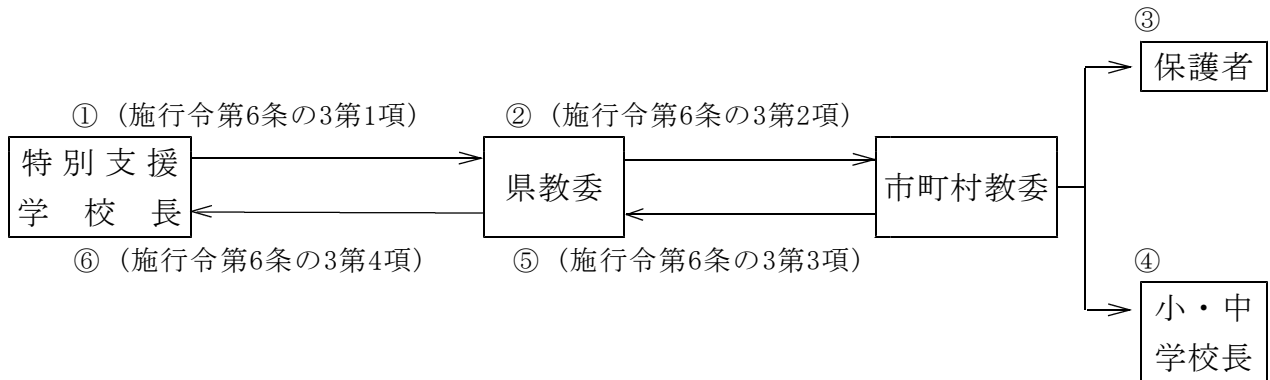 ③
保護者
① (施行令第6条の3第1項)
② (施行令第6条の3第2項)
特別支援
学校長
県教委
市町村教委
⑥ (施行令第6条の3第4項)
⑤ (施行令第6条の3第3項)
④
小・中
学校長